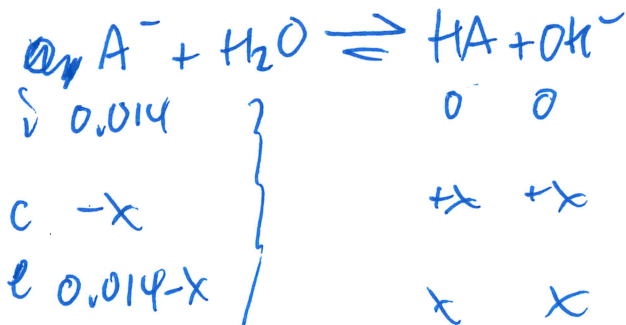 A⁻ + H₂O ⇌ HA + OH⁻
i 0.014 0 0
c -x +x +x
e 0.014-x x x